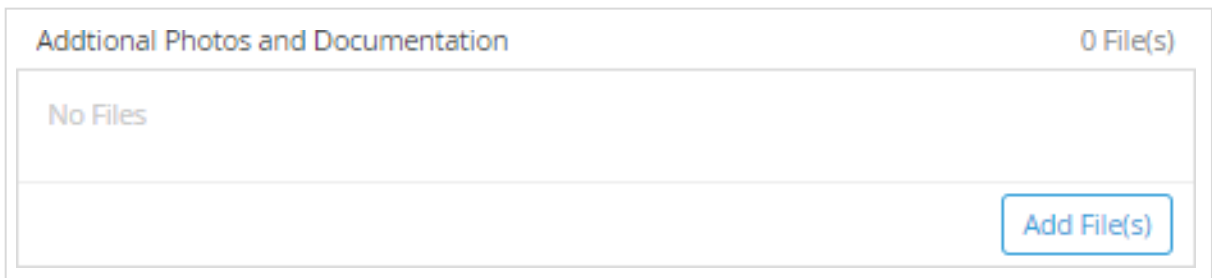 Addtional Photos and Documentation 0 File(s)
No Files
Add File(s)